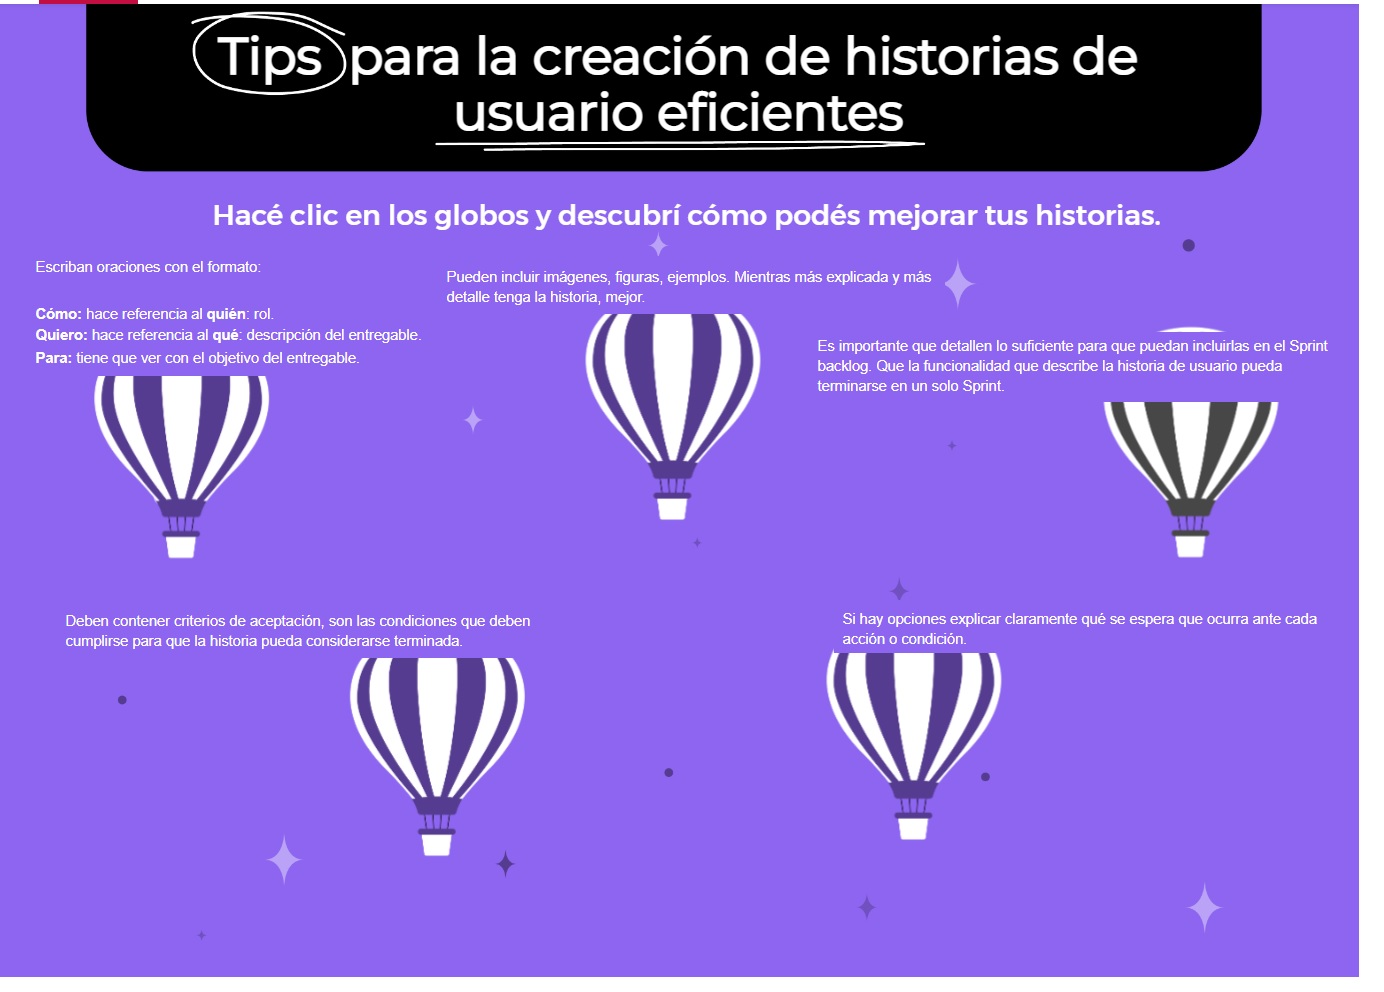 Tips para la creación de historias de
usuario eficientes
Hacé clic en los globos y descubrí cómo podés mejorar tus historias.
Escriban oraciones con el formato:
Cómo: hace referencia al quién: rol.
Quiero: hace referencia al qué: descripción del entregable.
Para: tiene que ver con el objetivo del entregable.
Pueden incluir imágenes, figuras, ejemplos. Mientras más explicada y más
detalle tenga la historia, mejor.
Es importante que detallen lo suficiente para que puedan incluirlas en el Sprint
backlog. Que la funcionalidad que describe la historia de usuario pueda
terminarse en un solo Sprint.
Deben contener criterios de aceptación, son las condiciones que deben
cumplirse para que la historia pueda considerarse terminada.
Si hay opciones explicar claramente qué se espera que ocurra ante cada
acción o condición.